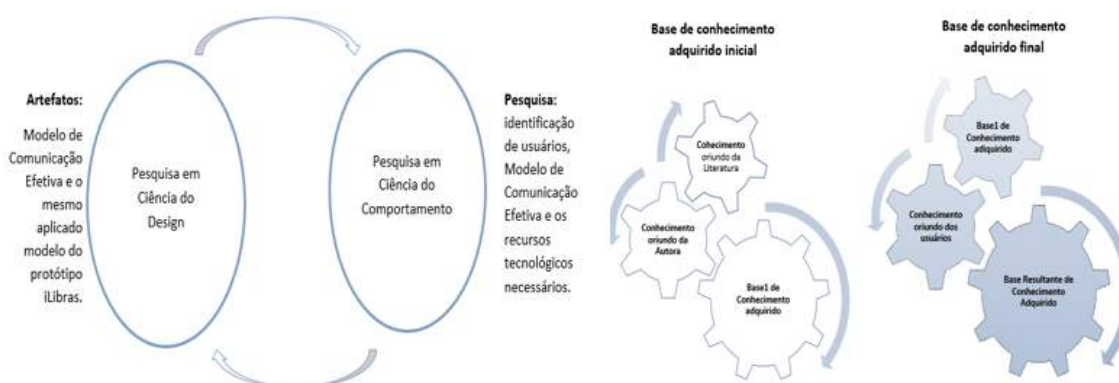 Artefatos:
Modelo de
Comunicação
Efetiva e o
mesmo
aplicado
modelo do
protótipo
iLibras.
Pesquisa em
Ciência do
Design
Pesquisa em
Ciência do
Comportamento
Pesquisa:
identificação
de usuários,
Modelo de
Comunicação
Efetiva e os
recursos
tecnológicos
necessários.
Base de conhecimento
adquirido inicial
Cohecimento
oriundo da
Literatura
Conhecimento
oriundo da
Autora
Base1 de
Conhecimento
adquirido
Base de conhecimento
adquirido final
Base1 de
Conhecimento
adiquirido
Conhecimento
oriundo dos
usuários
Base Resultante de
Conhecimento
Adquirido